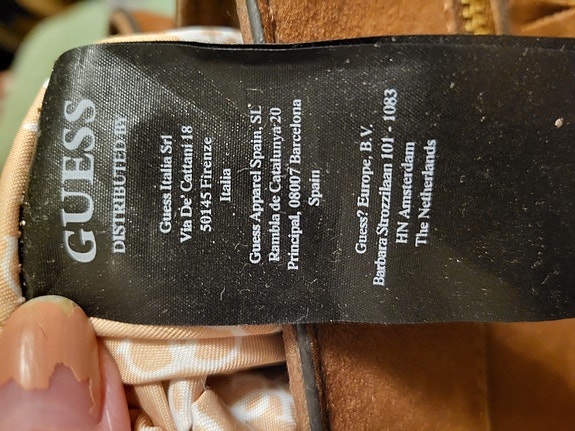 GUESS
DISTRIBUTED BY
Guess Italia Srl
Via De' Cattani 18
50145 Firenze
Italia
Guess Apparel Spain, SL
Rambla de Catalunya 20
Principal, 08007 Barcelona
Spain
Guess? Europe, B.V.
Barbara Strozzilaan 101 - 1083
HN Amsterdam
The Netherlands